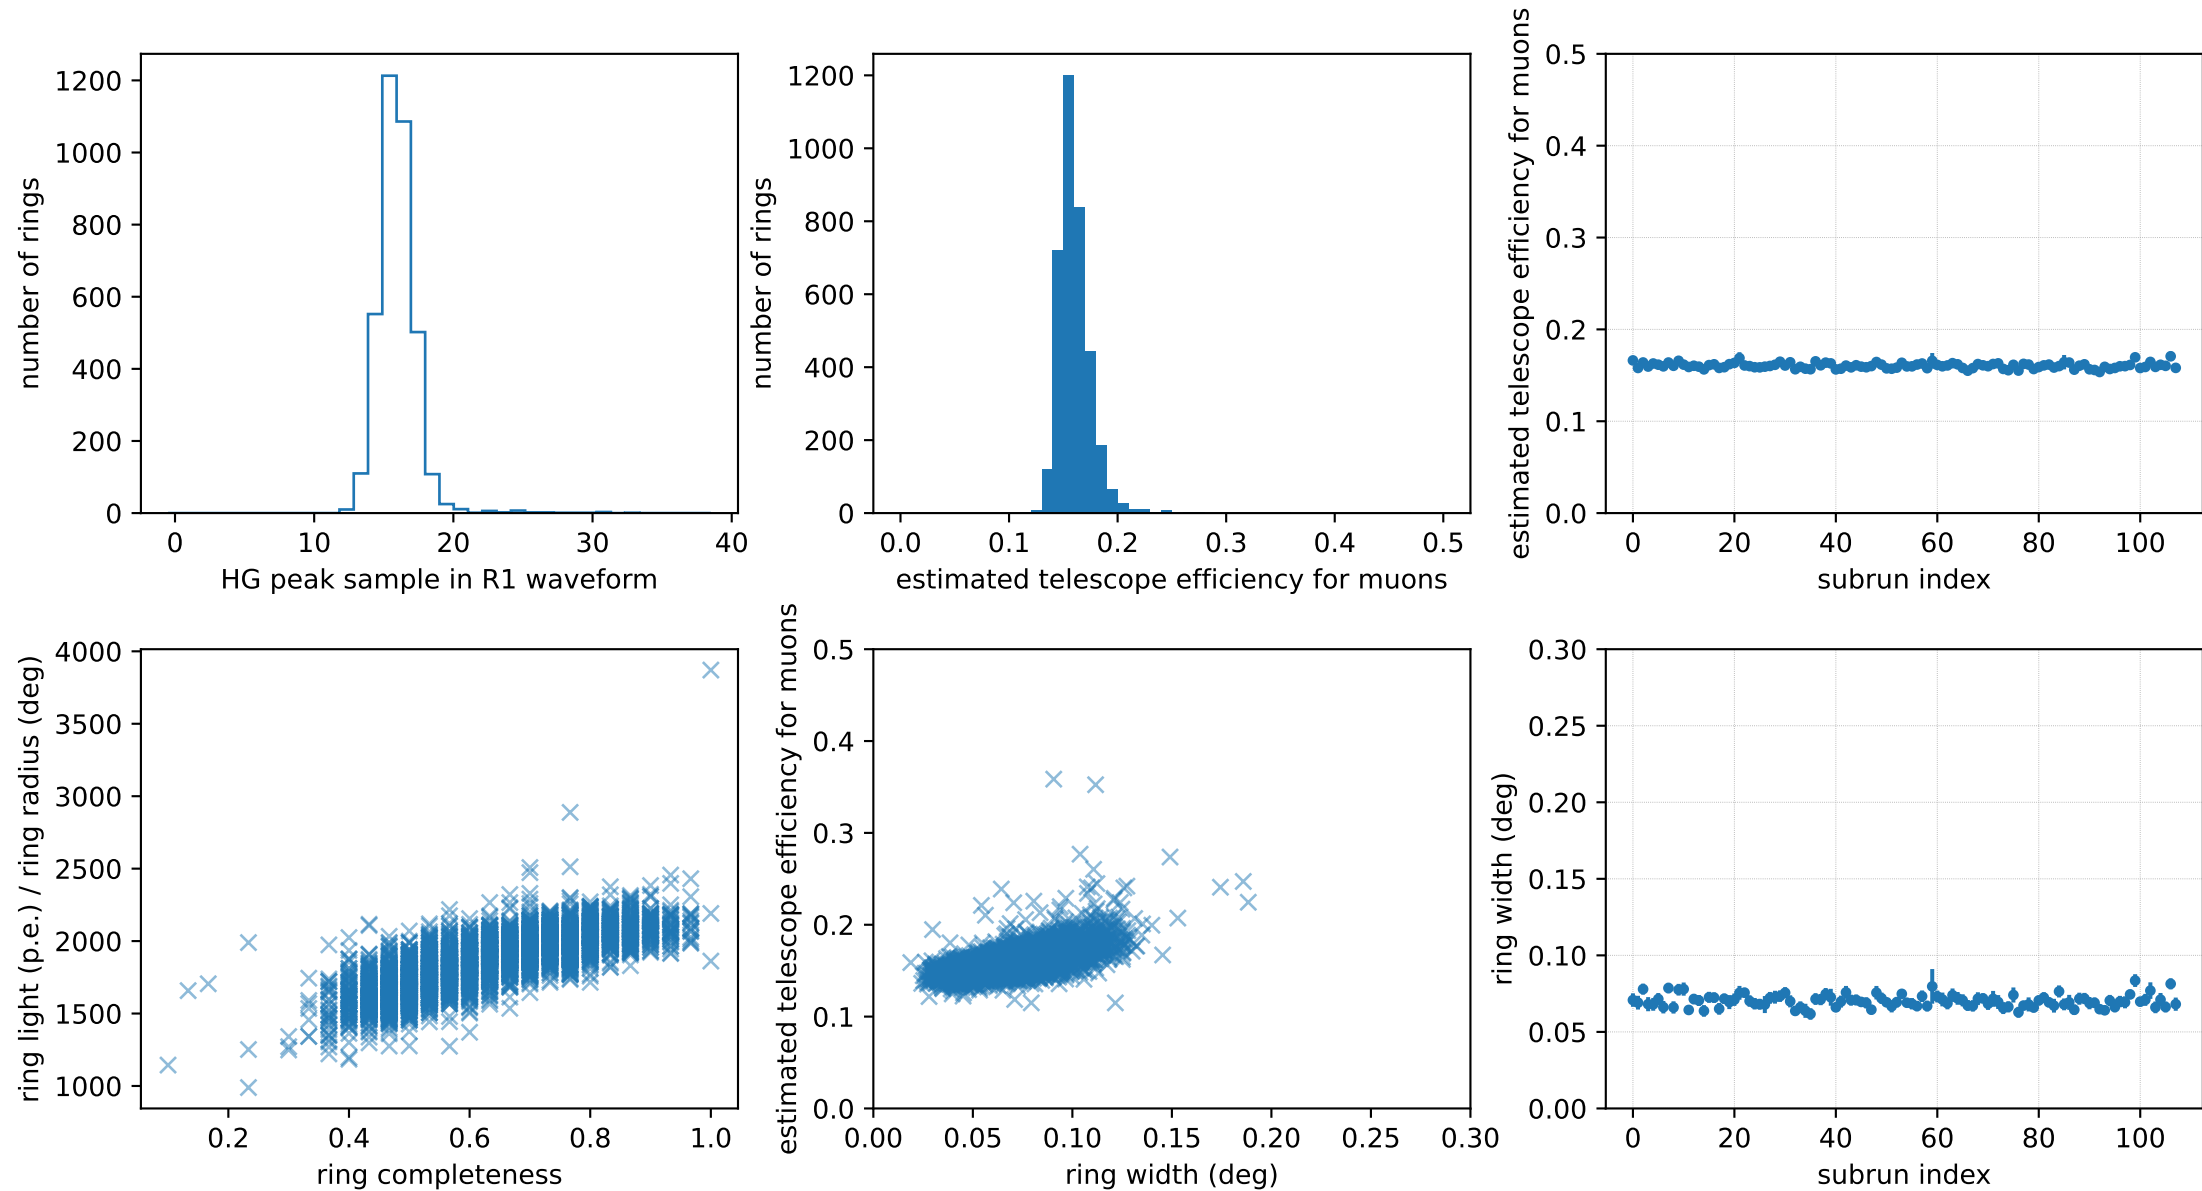 number of rings
1200
1000
800
600
400
200
0
0 10 20 30 40
HG peak sample in R1 waveform
number of rings
1200
1000
800
600
400
200
0
0.0 0.1 0.2 0.3 0.4 0.5
estimated telescope efficiency for muons
estimated telescope efficiency for muons
0.5
0.4
0.3
0.2
0.1
0.0
0 20 40 60 80 100
subrun index
ring light (p.e.) / ring radius (deg)
4000
3500
3000
2500
2000
1500
1000
0.2 0.4 0.6 0.8 1.0
ring completeness
estimated telescope efficiency for muons
0.5
0.4
0.3
0.2
0.1
0.0
0.00 0.05 0.10 0.15 0.20 0.25 0.30
ring width (deg)
ring width (deg)
0.30
0.25
0.20
0.15
0.10
0.05
0.00
0 20 40 60 80 100
subrun index